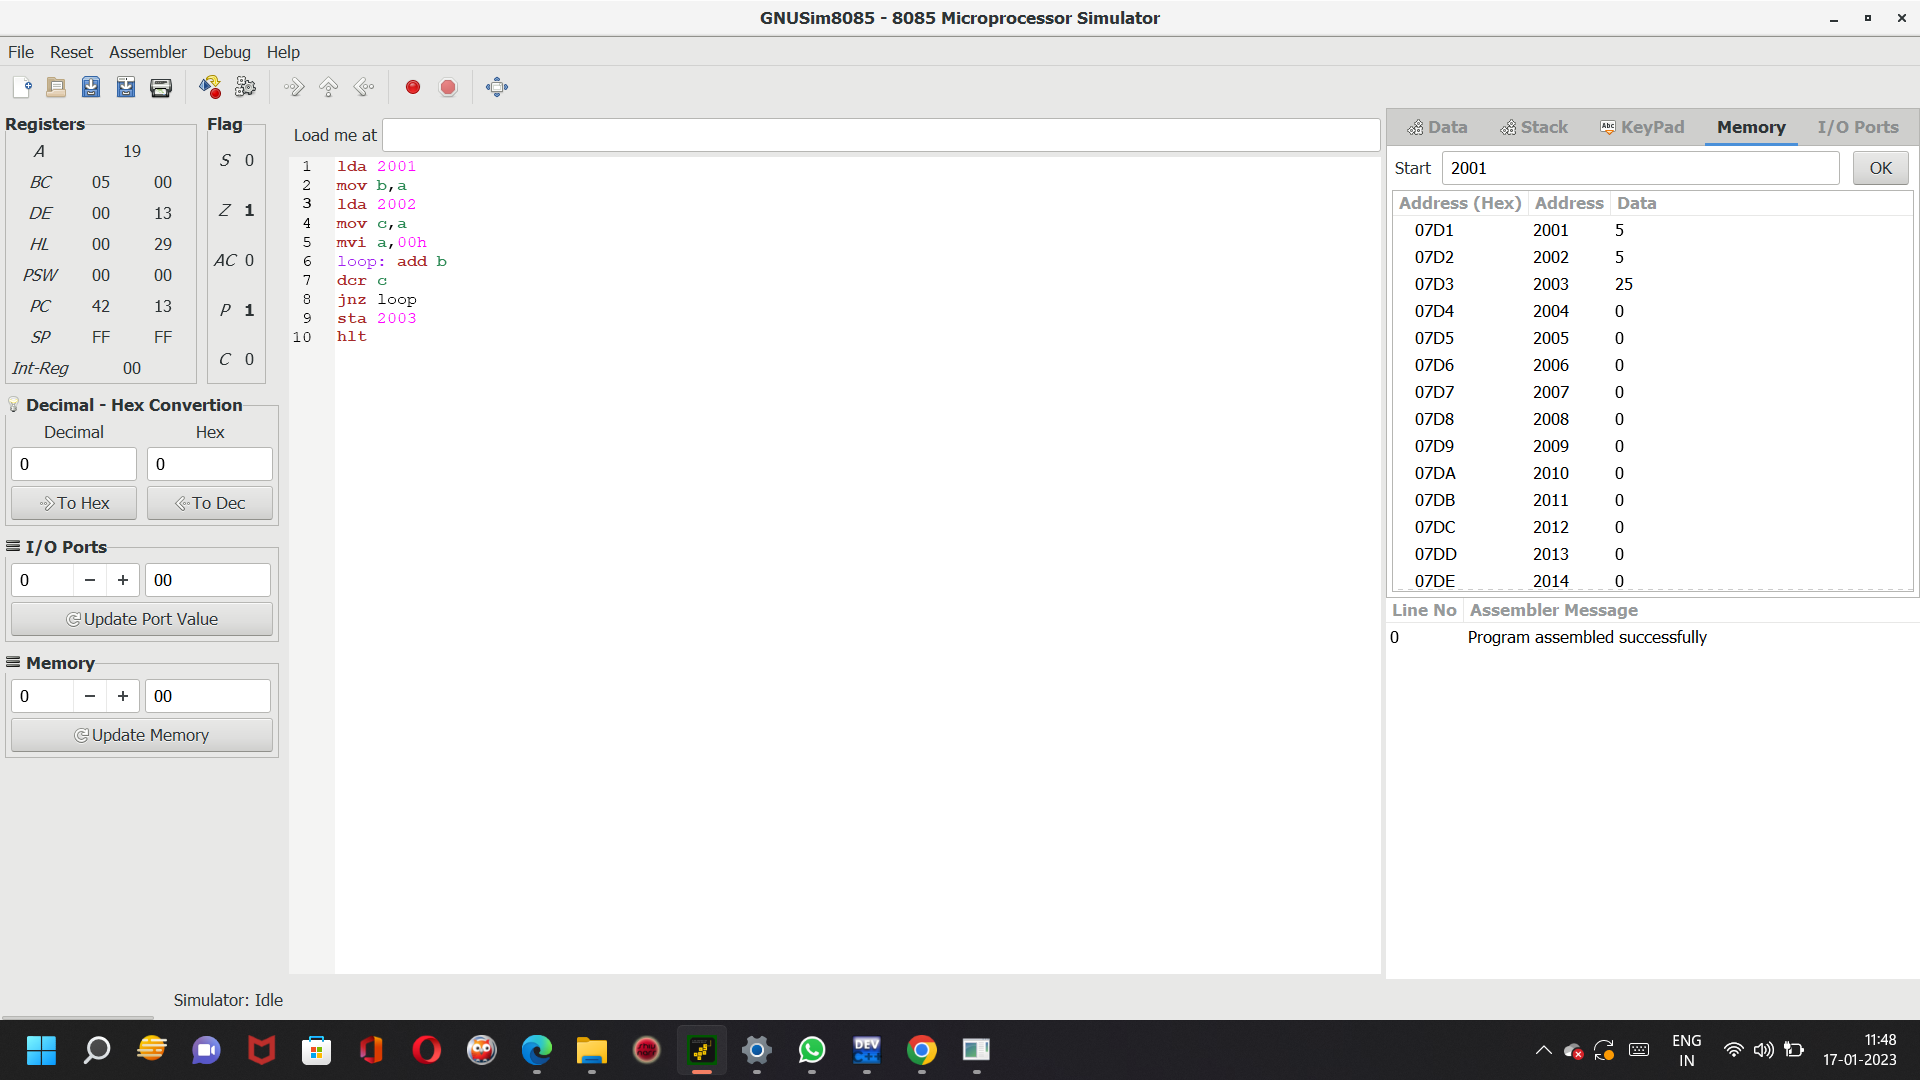 GNUSim8085 - 8085 Microprocessor Simulator
File Reset Assembler Debug Help
Registers
A 19
BC 05 00
DE 00 13
HL 00 29
PSW 00 00
PC 42 13
SP FF FF
Int-Reg 00
Flag
S 0
Z 1
AC 0
P 1
C 0
Decimal - Hex Convertion
Decimal Hex
0 0
To Hex To Dec
I/O Ports
0 − + 00
Update Port Value
Memory
0 − + 00
Update Memory
Load me at
1 lda 2001
2 mov b,a
3 lda 2002
4 mov c,a
5 mvi a,00h
6 loop: add b
7 dcr c
8 jnz loop
9 sta 2003
10 hlt
Data Stack Abc KeyPad Memory I/O Ports
Start 2001 OK
Address (Hex) Address Data
07D1 2001 5
07D2 2002 5
07D3 2003 25
07D4 2004 0
07D5 2005 0
07D6 2006 0
07D7 2007 0
07D8 2008 0
07D9 2009 0
07DA 2010 0
07DB 2011 0
07DC 2012 0
07DD 2013 0
07DE 2014 0
Line No Assembler Message
0 Program assembled successfully
Simulator: Idle
DEV
C++
ENG
IN
11:48
17-01-2023